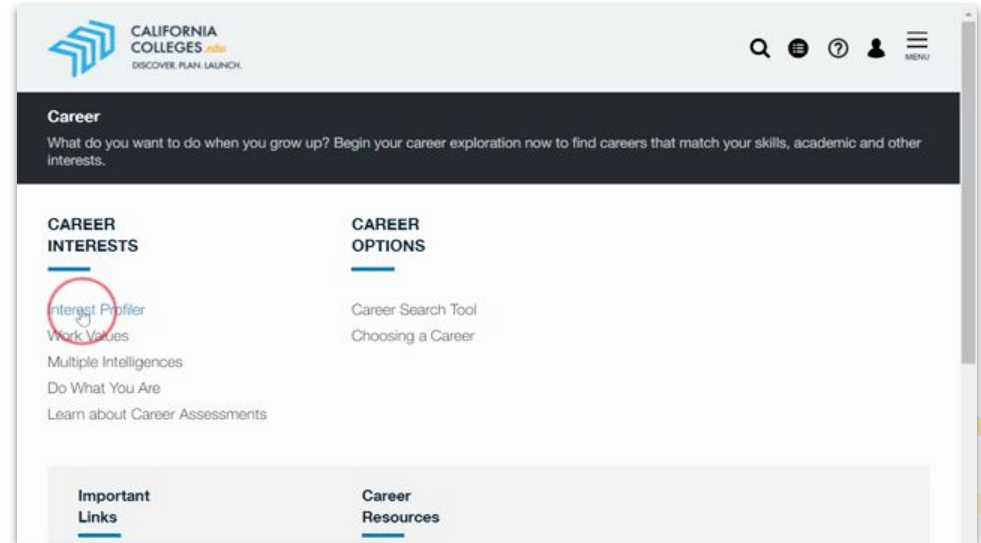 CALIFORNIA
COLLEGES.edu
DISCOVER. PLAN. LAUNCH.
MENU
Career
What do you want to do when you grow up? Begin your career exploration now to find careers that match your skills, academic and other
interests.
CAREER
INTERESTS
Interest Profiler
Work Values
Multiple Intelligences
Do What You Are
Learn about Career Assessments
CAREER
OPTIONS
Career Search Tool
Choosing a Career
Important
Links
Career
Resources